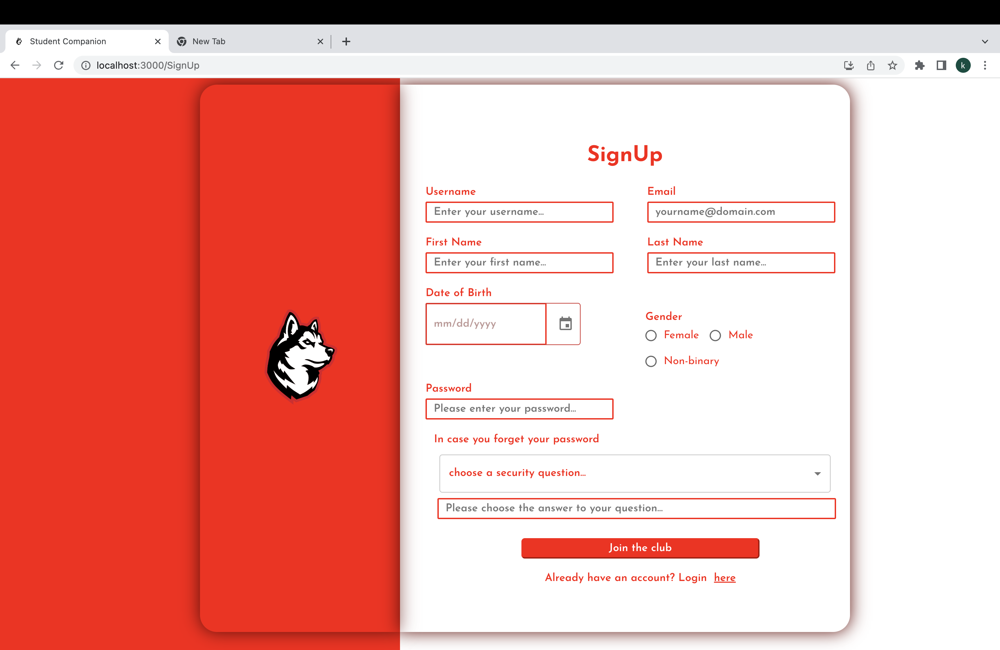 Student Companion
New Tab
localhost:3000/SignUp
k
SignUp
Username
Email
Enter your username...
yourname@domain.com
First Name
Last Name
Enter your first name...
Enter your last name...
Date of Birth
mm/dd/yyyy
Gender
Female
Male
Non-binary
Password
Please enter your password...
In case you forget your password
choose a security question...
Please choose the answer to your question...
Join the club
Already have an account? Login here